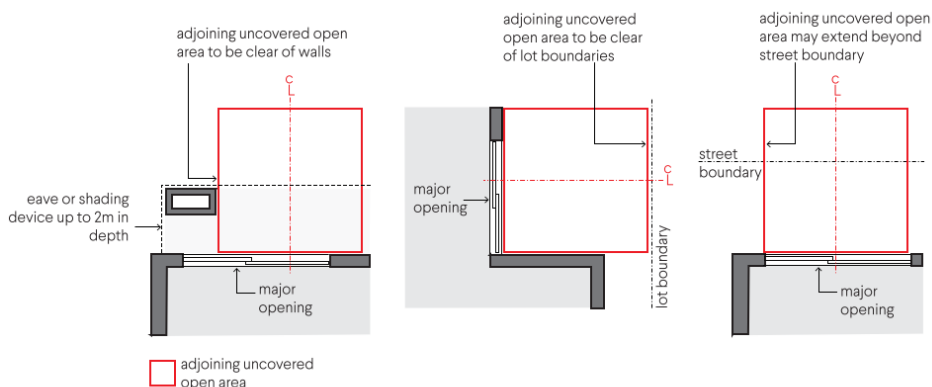 adjoining uncovered open
area to be clear of walls
C
L
eave or shading
device up to 2m in
depth
major
opening
adjoining uncovered
open area
adjoining uncovered
open area to be clear
of lot boundaries
C
L
major
opening
lot boundary
adjoining uncovered open
area may extend beyond
street boundary
C
L
street
boundary
major
opening